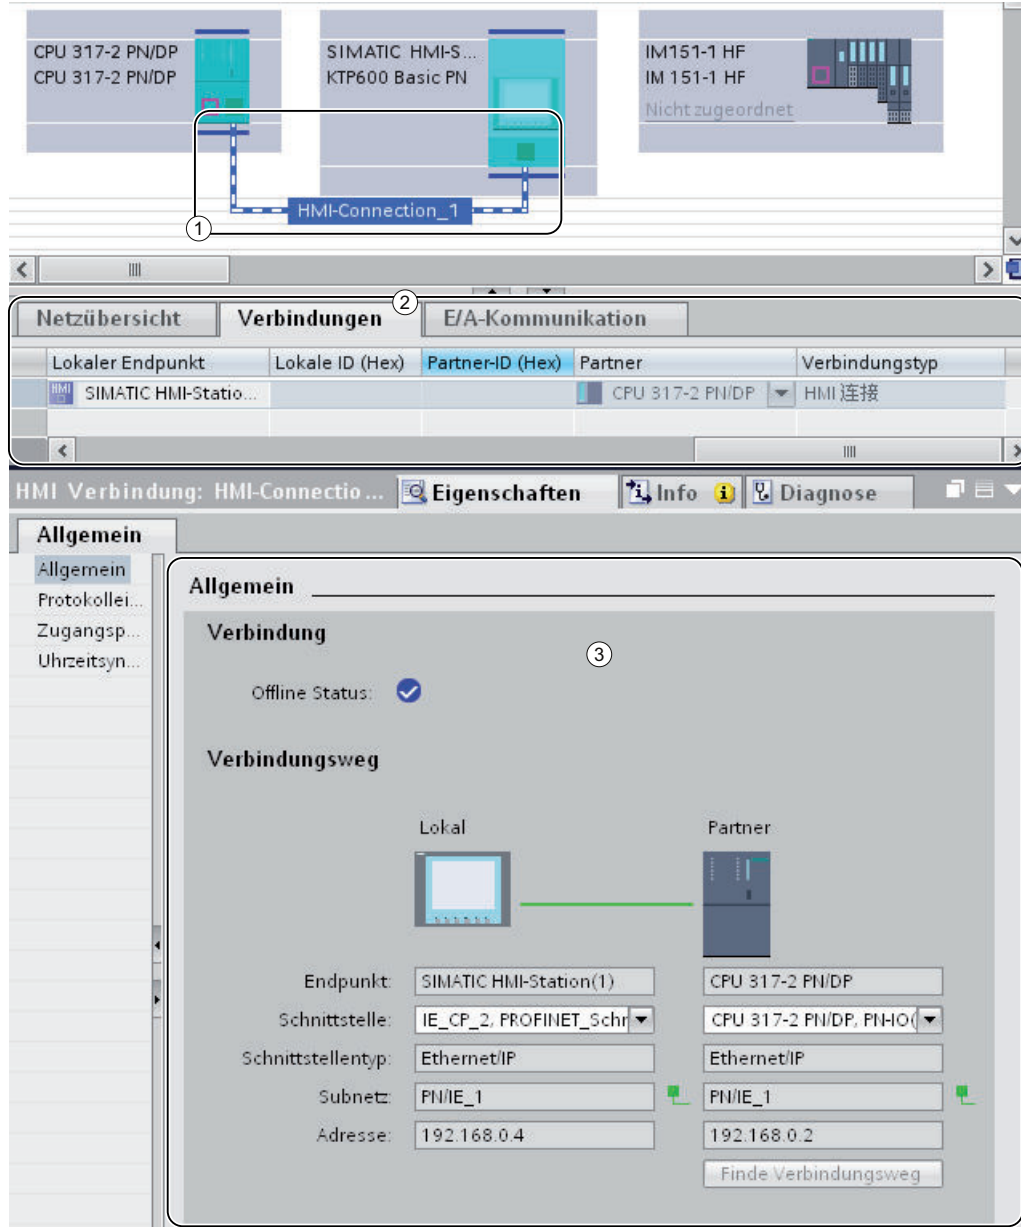 CPU 317-2 PN/DP
CPU 317-2 PN/DP
SIMATIC HMI-S...
KTP600 Basic PN
IM151-1 HF
IM 151-1 HF
Nicht zugeordnet
HMI-Connection_1
1
2
Netzübersicht Verbindungen E/A-Kommunikation
Lokaler Endpunkt Lokale ID (Hex) Partner-ID (Hex) Partner Verbindungstyp
HMI SIMATIC HMI-Statio... CPU 317-2 PN/DP HMI 连接
HMI Verbindung: HMI-Connectio... Eigenschaften Info Diagnose
Allgemein
Allgemein
Protokollei...
Zugangsp...
Uhrzeitsyn...
Allgemein
Verbindung
3
Offline Status:
Verbindungsweg
Lokal Partner
Endpunkt: SIMATIC HMI-Station(1) CPU 317-2 PN/DP
Schnittstelle: IE_CP_2, PROFINET_Schr CPU 317-2 PN/DP, PN-IO(
Schnittstellentyp: Ethernet/IP Ethernet/IP
Subnetz: PN/IE_1 PN/IE_1
Adresse: 192.168.0.4 192.168.0.2
Finde Verbindungsweg